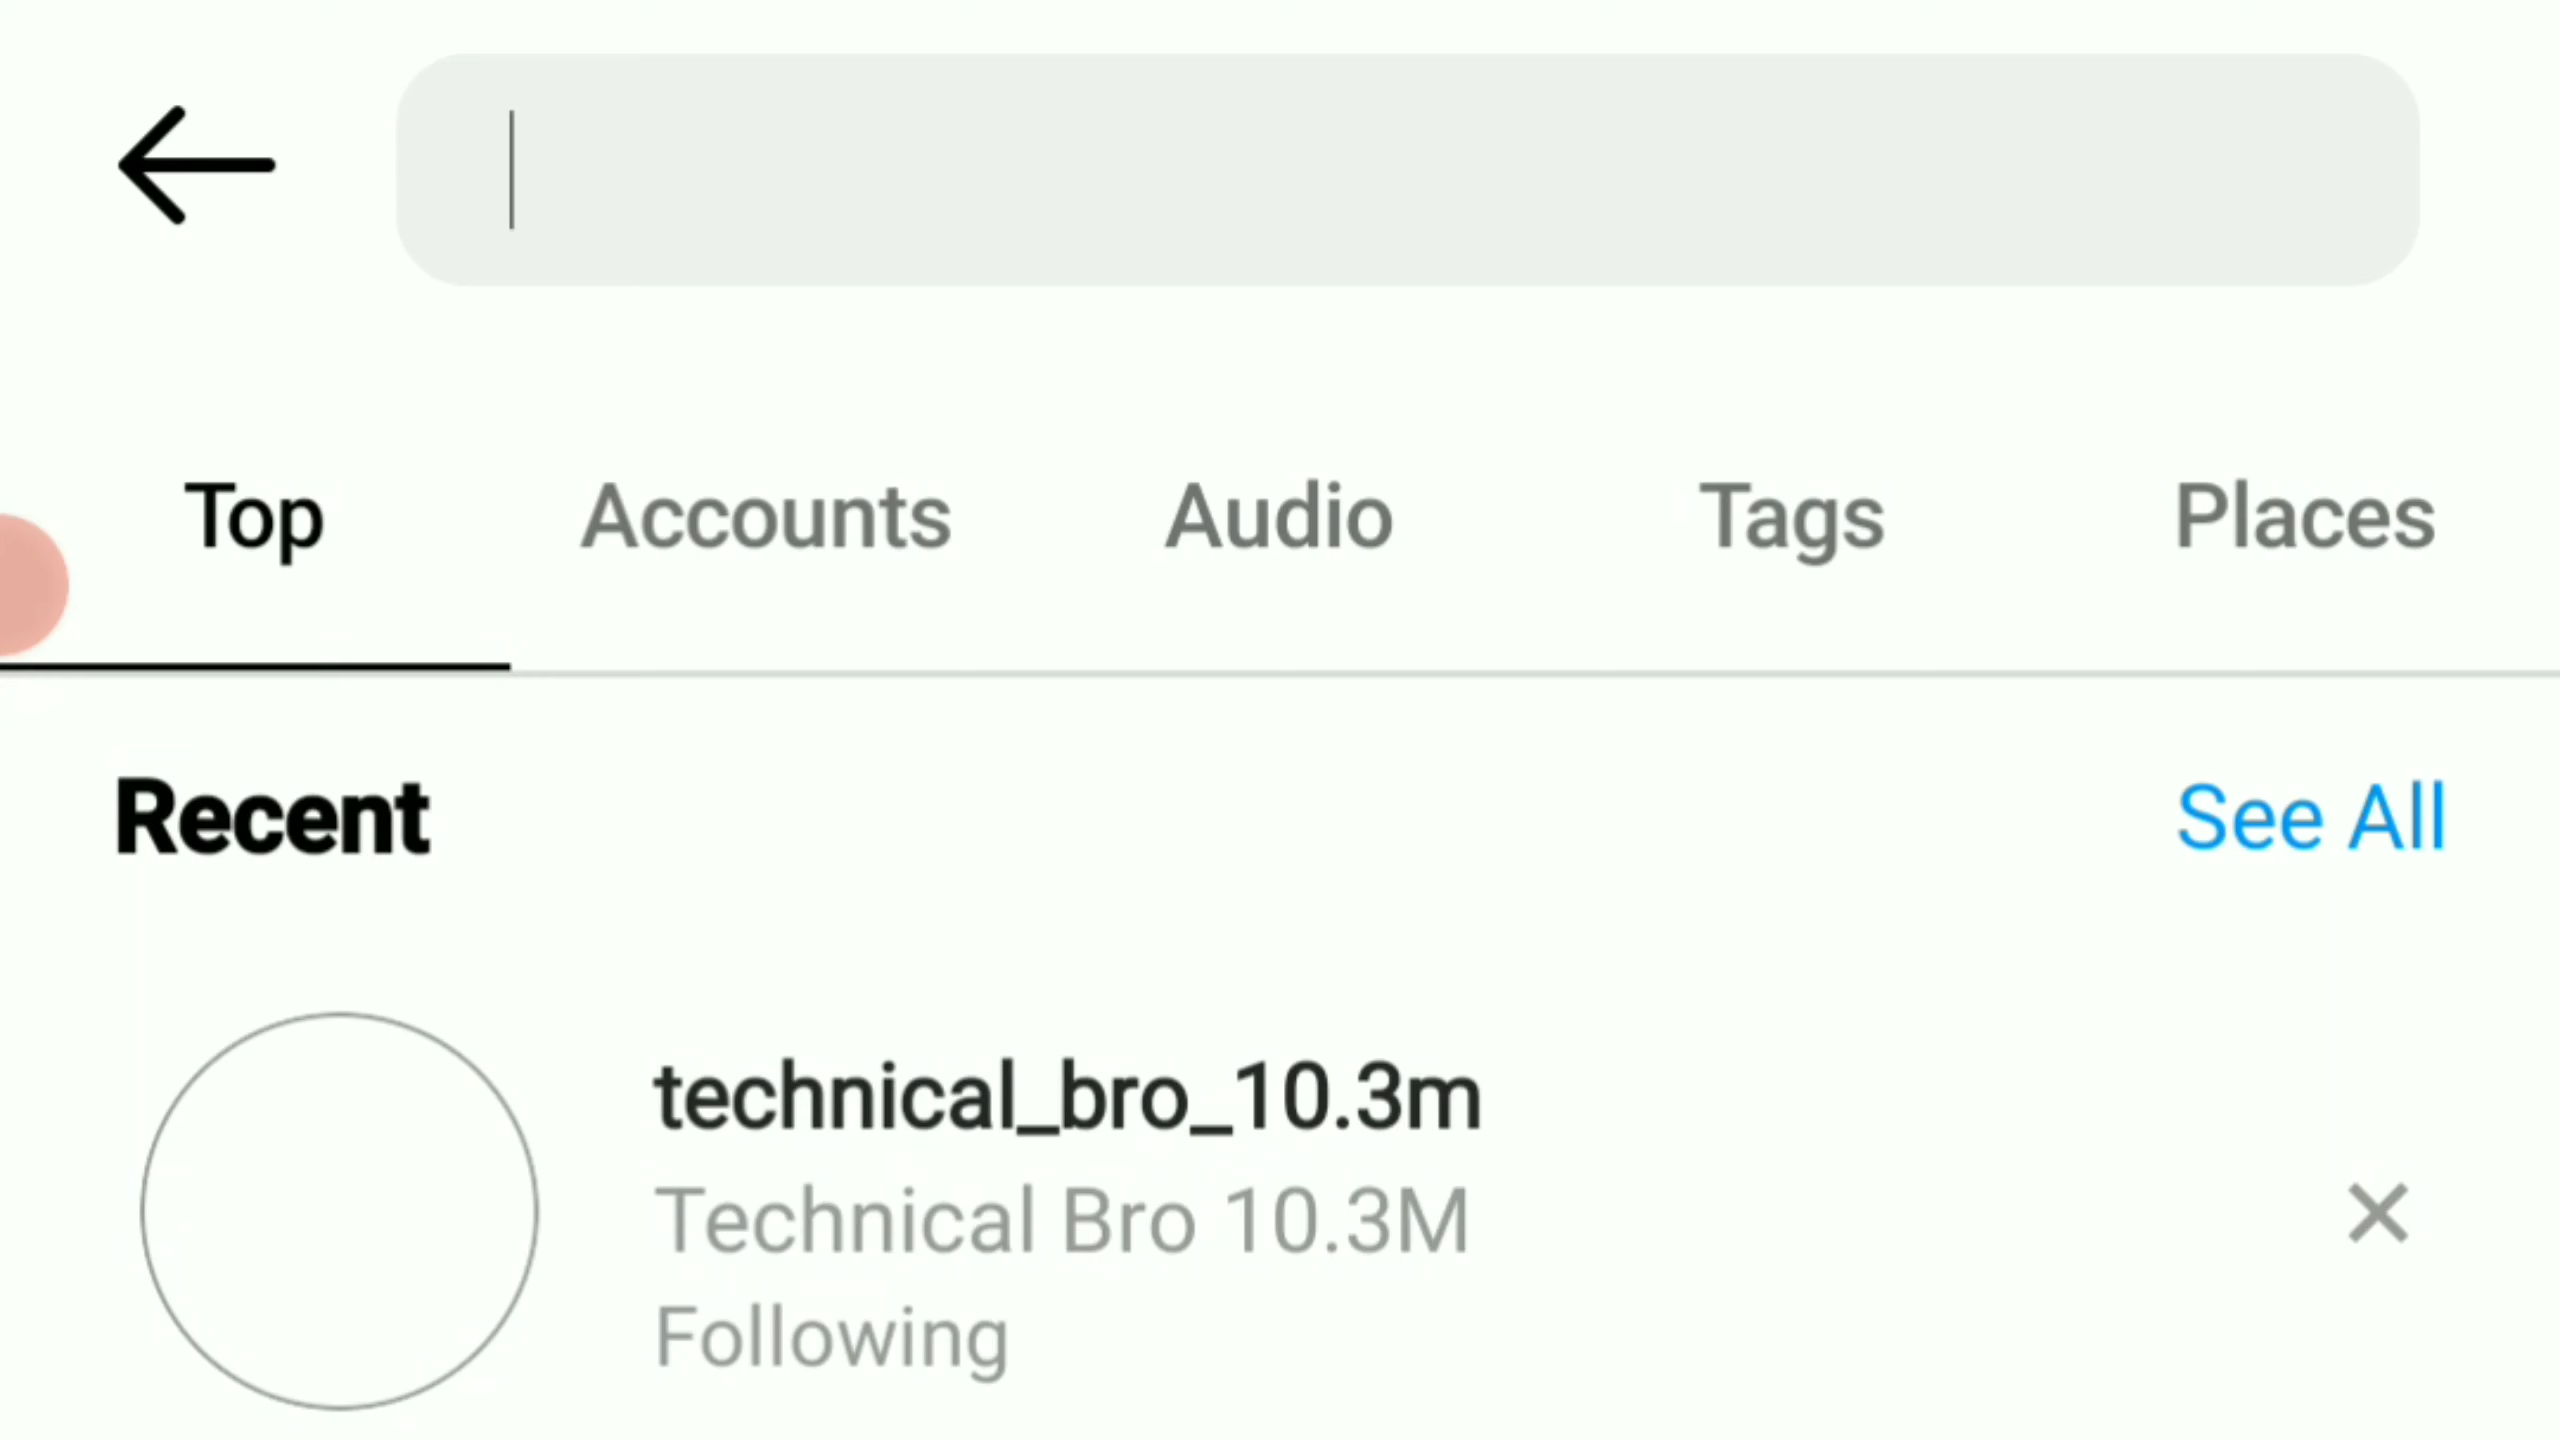 Top Accounts Audio Tags Places
Recent See All
technical_bro_10.3m
Technical Bro 10.3M
Following